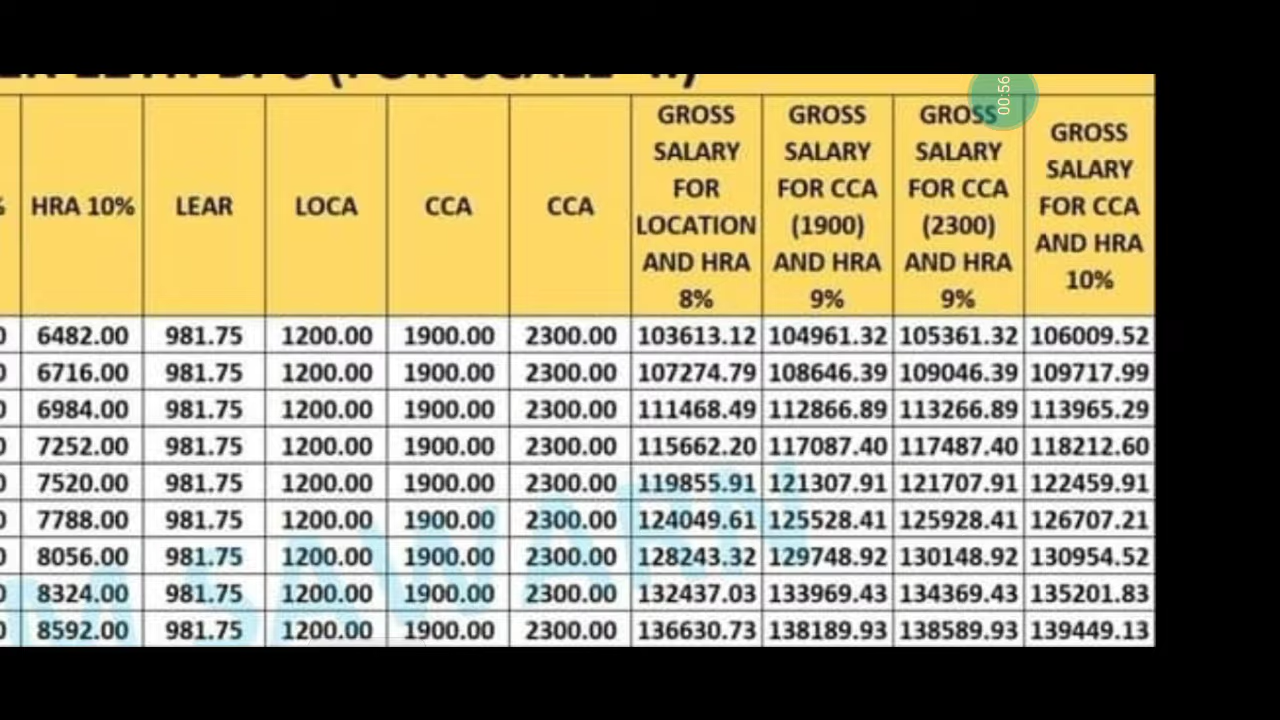 00:56
HRA 10% LEAR LOCA CCA CCA GROSS SALARY FOR LOCATION AND HRA 8% GROSS SALARY FOR CCA (1900) AND HRA 9% GROSS SALARY FOR CCA (2300) AND HRA 9% GROSS SALARY FOR CCA AND HRA 10%
6482.00 981.75 1200.00 1900.00 2300.00 103613.12 104961.32 105361.32 106009.52
6716.00 981.75 1200.00 1900.00 2300.00 107274.79 108646.39 109046.39 109717.99
6984.00 981.75 1200.00 1900.00 2300.00 111468.49 112866.89 113266.89 113965.29
7252.00 981.75 1200.00 1900.00 2300.00 115662.20 117087.40 117487.40 118212.60
7520.00 981.75 1200.00 1900.00 2300.00 119855.91 121307.91 121707.91 122459.91
7788.00 981.75 1200.00 1900.00 2300.00 124049.61 125528.41 125928.41 126707.21
8056.00 981.75 1200.00 1900.00 2300.00 128243.32 129748.92 130148.92 130954.52
8324.00 981.75 1200.00 1900.00 2300.00 132437.03 133969.43 134369.43 135201.83
8592.00 981.75 1200.00 1900.00 2300.00 136630.73 138189.93 138589.93 139449.13